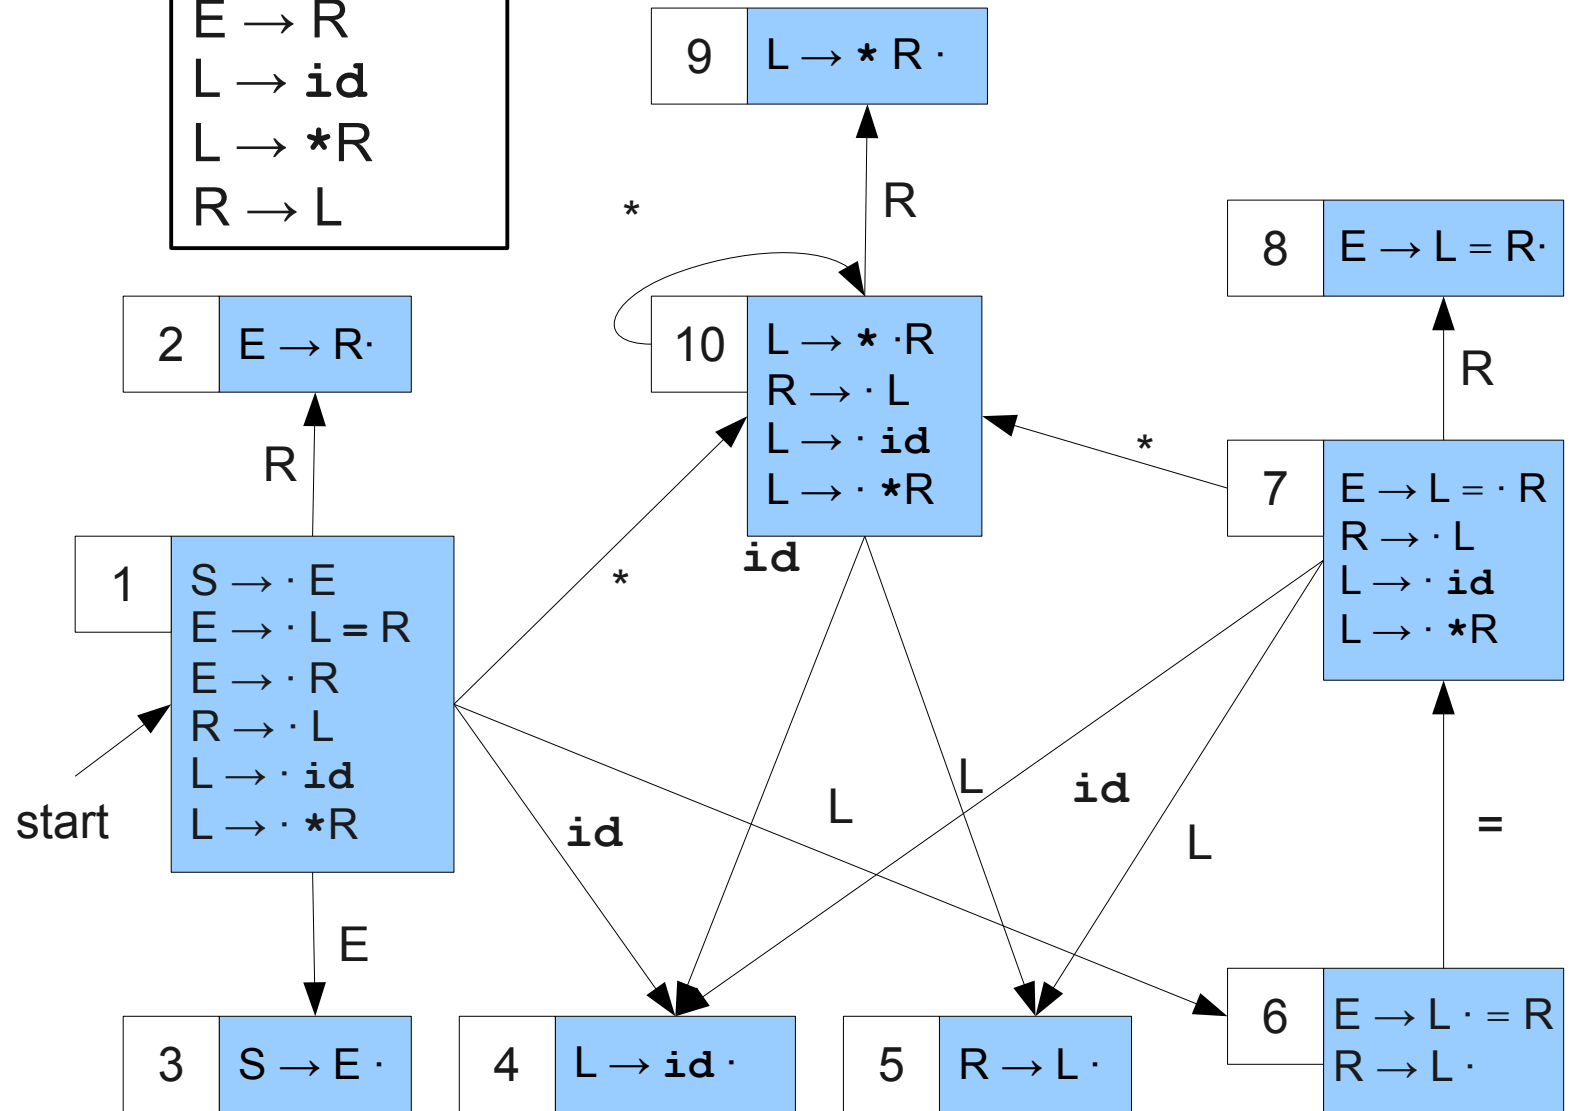 E → R
L → id
L → *R
R → L
9
L → * R ·
R
*
8
E → L = R·
2
E → R·
10
L → * ·R
R → · L
L → · id
L → · *R
R
R
*
7
E → L = · R
R → · L
L → · id
L → · *R
1
S → · E
E → · L = R
E → · R
R → · L
L → · id
L → · *R
id
*
start
id
L
L
id
L
=
E
3
S → E ·
4
L → id ·
5
R → L ·
6
E → L · = R
R → L ·